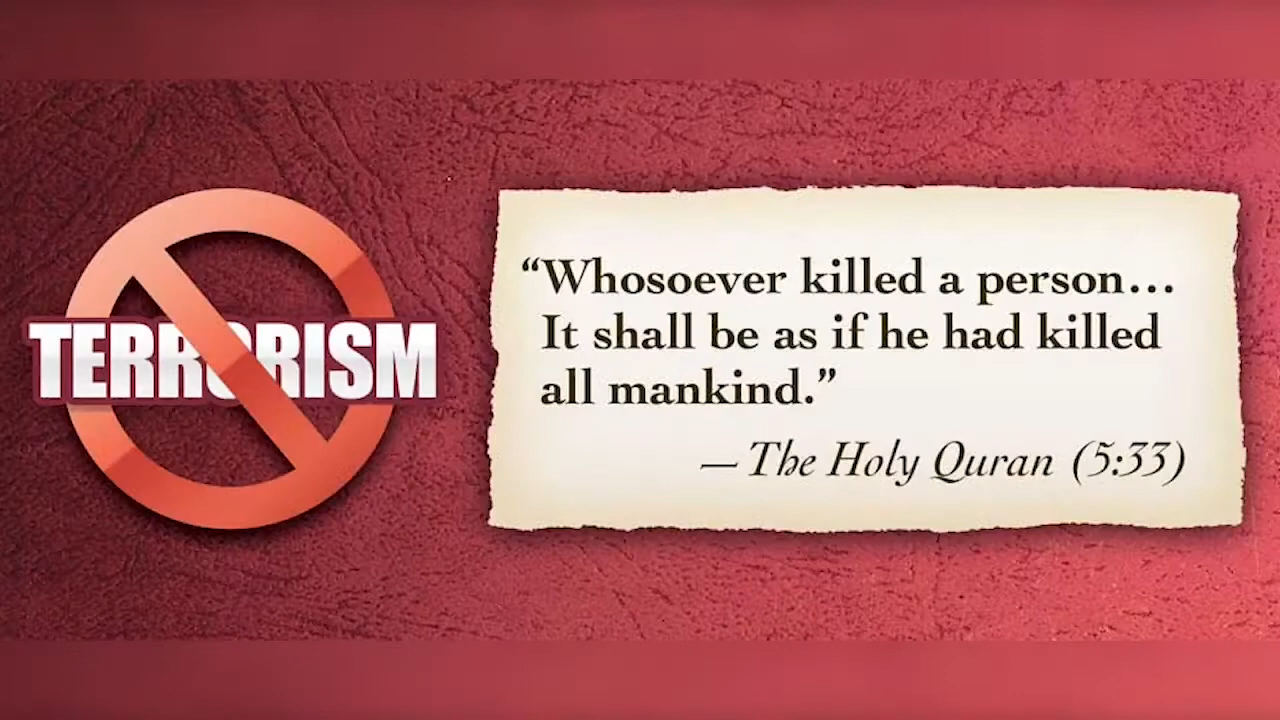 TERRORISM
“Whosoever killed a person...
It shall be as if he had killed
all mankind.”
— The Holy Quran (5:33)